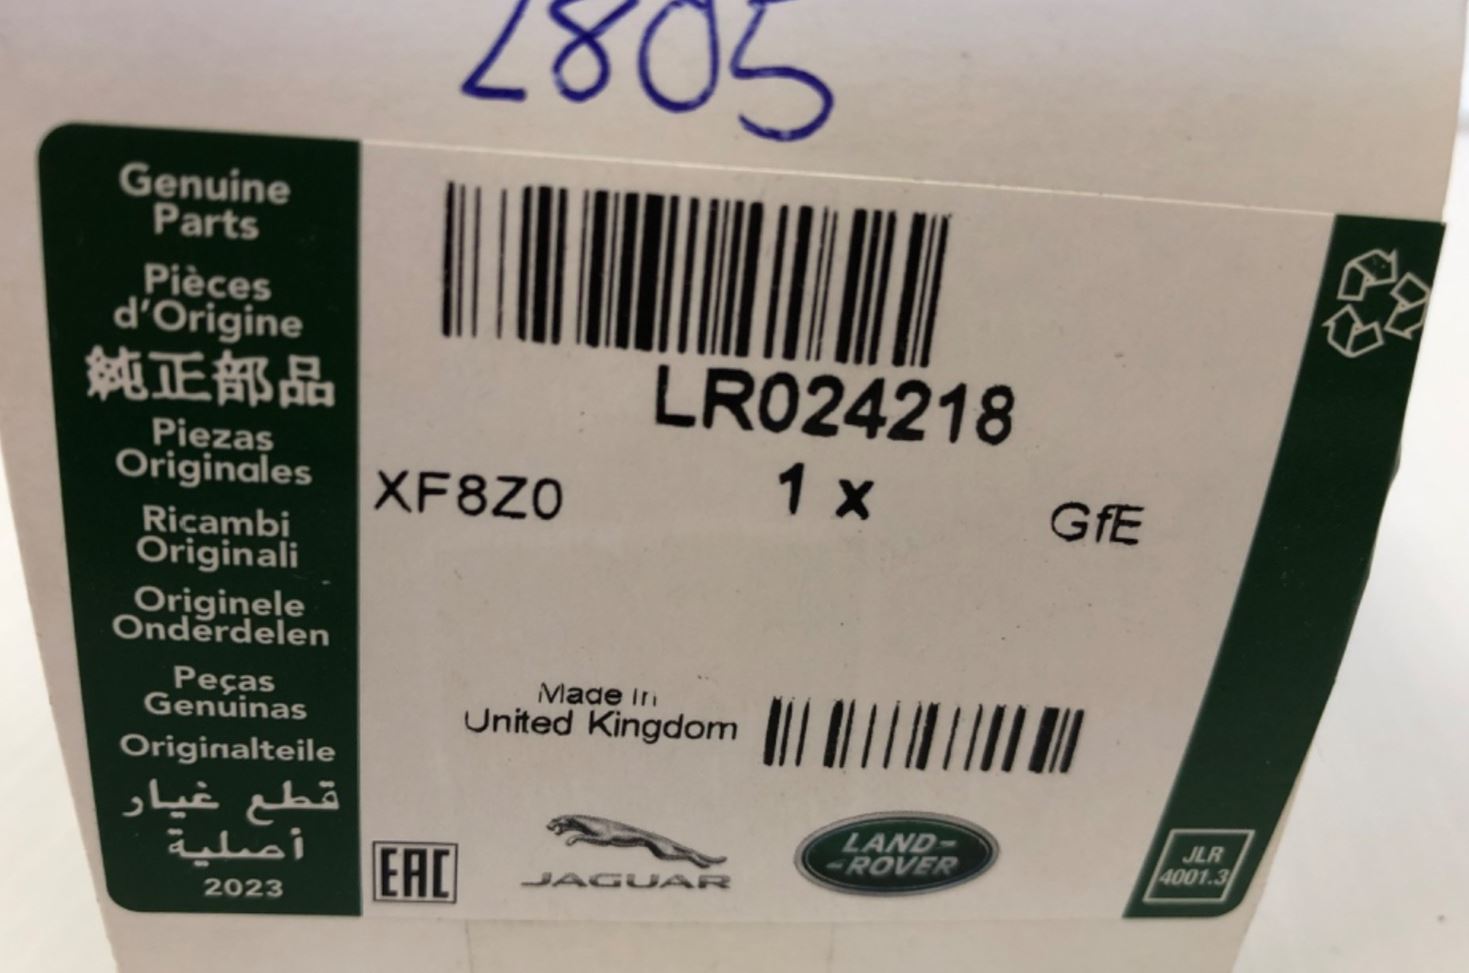 2805
Genuine
Parts
Pièces
d'Origine
純正部品
Piezas
Originales
Ricambi
Originali
Originele
Onderdelen
Peças
Genuinas
Originalteile
قطع غيار
أصلية
2023
LR024218
XF8Z0 1 x GfE
Made In
United Kingdom
EAC
JAGUAR
LAND-
-ROVER
JLR
4001.3